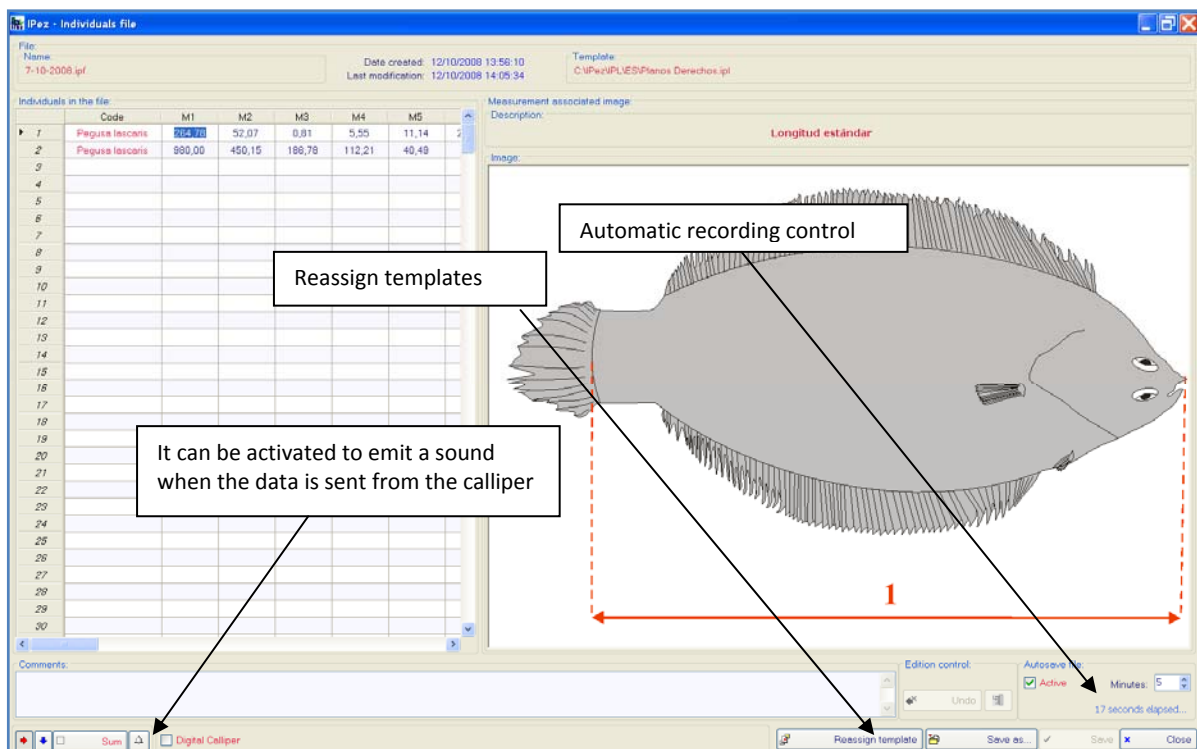 IPez - Individuals file
File:
Name:
7-10-2008.ipf
Date created: 12/10/2008 13:56:10
Last modification: 12/10/2008 14:05:34
Template:
C:\IPez\IPL\ES\Planos Derechos.ipl
Individuals in the file:
Code M1 M2 M3 M4 M5
1 Pegusa lascaris 264,78 52,07 0,81 5,55 11,14 2
2 Pegusa lascaris 980,00 450,15 186,78 112,21 40,49
3
4
5
6
7
8
9
10
11
12
13
14
15
16
17
18
19
20
21
22
23
24
25
26
27
28
29
30
Measurement associated image:
Description:
Longitud estándar
Image:
Automatic recording control
Reassign templates
It can be activated to emit a sound
when the data is sent from the calliper
1
Comments:
Edition control:
Undo
Autosave file:
Active Minutes: 5
17 seconds elapsed...
Sum Digital Calliper Reassign template Save as... Save Close